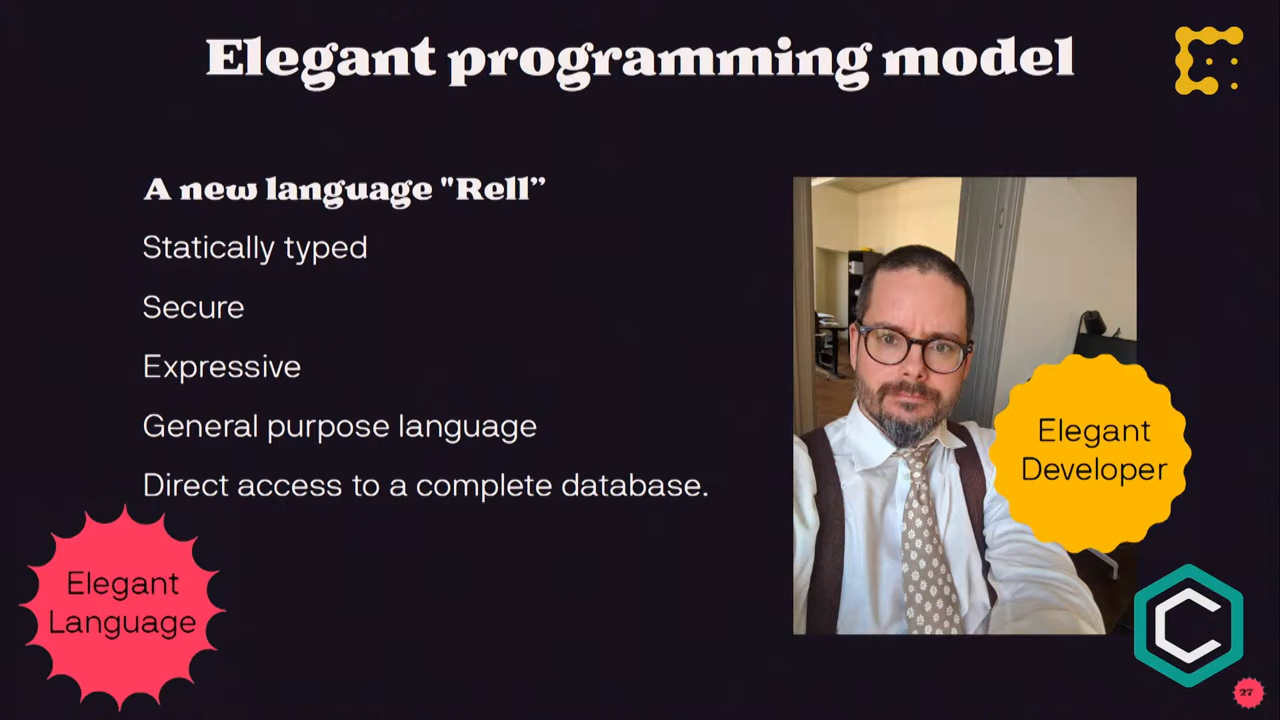 Elegant programming model
A new language "Rell”
Statically typed
Secure
Expressive
General purpose language
Direct access to a complete database.
Elegant
Developer
Elegant
Language
27